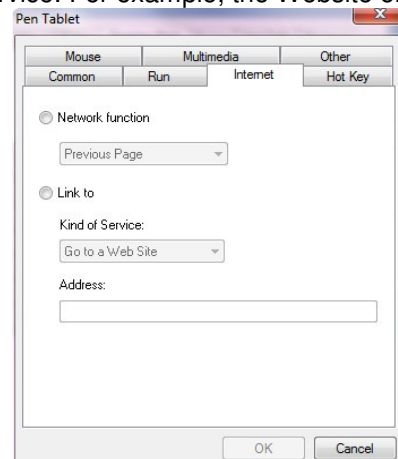 Pen Tablet
Mouse Multimedia Other
Common Run Internet Hot Key
Network function
Previous Page
Link to
Kind of Service:
Go to a Web Site
Address:
OK Cancel